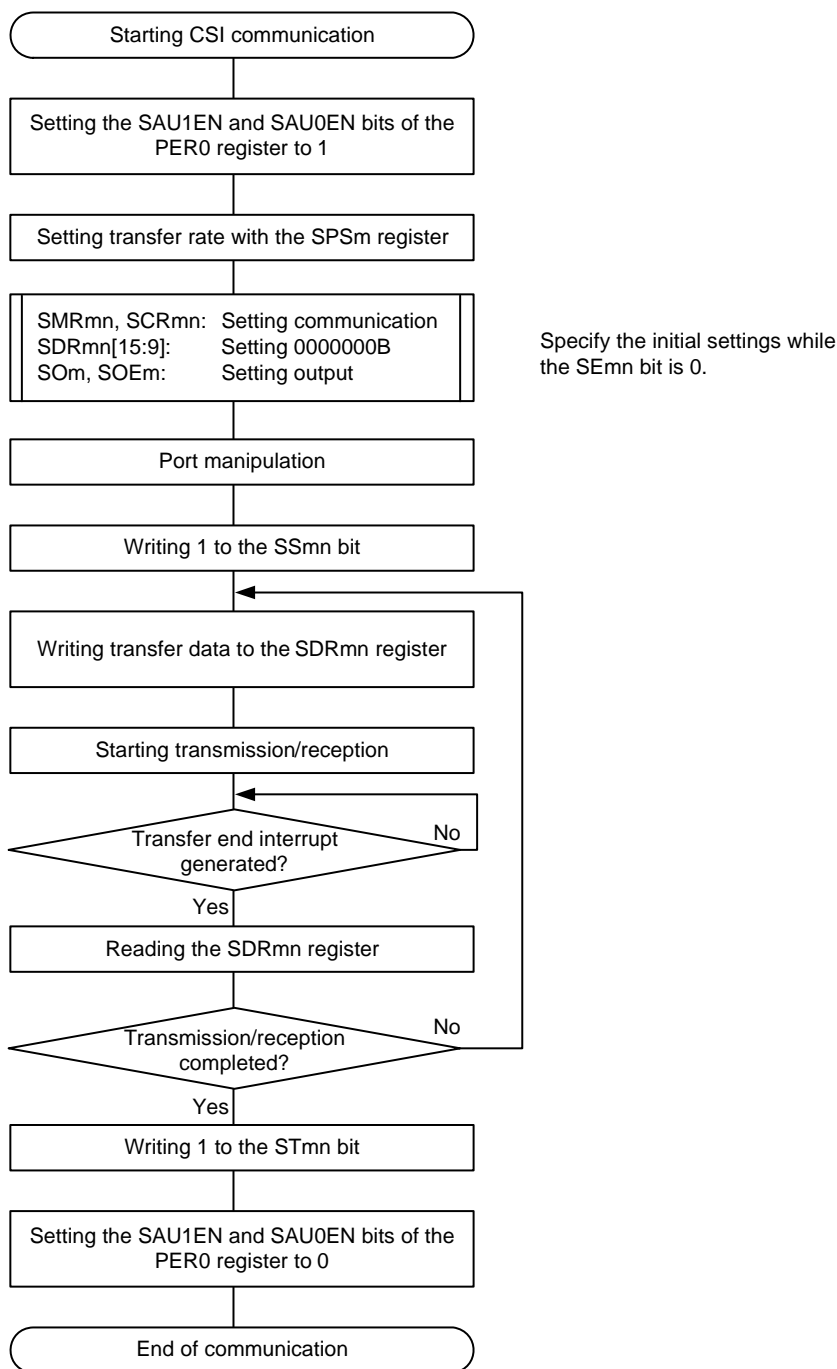 Starting CSI communication
Setting the SAU1EN and SAU0EN bits of the
PER0 register to 1
Setting transfer rate with the SPSm register
SMRmn, SCRmn: Setting communication
SDRmn[15:9]: Setting 0000000B
SOm, SOEm: Setting output
Specify the initial settings while
the SEmn bit is 0.
Port manipulation
Writing 1 to the SSmn bit
Writing transfer data to the SDRmn register
Starting transmission/reception
Transfer end interrupt
generated?
No
Yes
Reading the SDRmn register
Transmission/reception
completed?
No
Yes
Writing 1 to the STmn bit
Setting the SAU1EN and SAU0EN bits of the
PER0 register to 0
End of communication